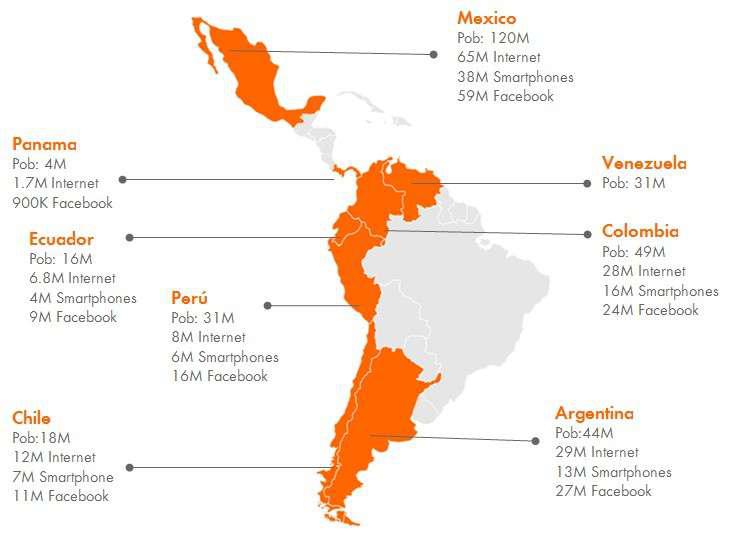 Mexico
Pob: 120M
65M Internet
38M Smartphones
59M Facebook
Panama
Pob: 4M
1.7M Internet
900K Facebook
Venezuela
Pob: 31M
Ecuador
Pob: 16M
6.8M Internet
4M Smartphones
9M Facebook
Colombia
Pob: 49M
28M Internet
16M Smartphones
24M Facebook
Perú
Pob: 31M
8M Internet
6M Smartphones
16M Facebook
Chile
Pob:18M
12M Internet
7M Smartphone
11M Facebook
Argentina
Pob:44M
29M Internet
13M Smartphones
27M Facebook